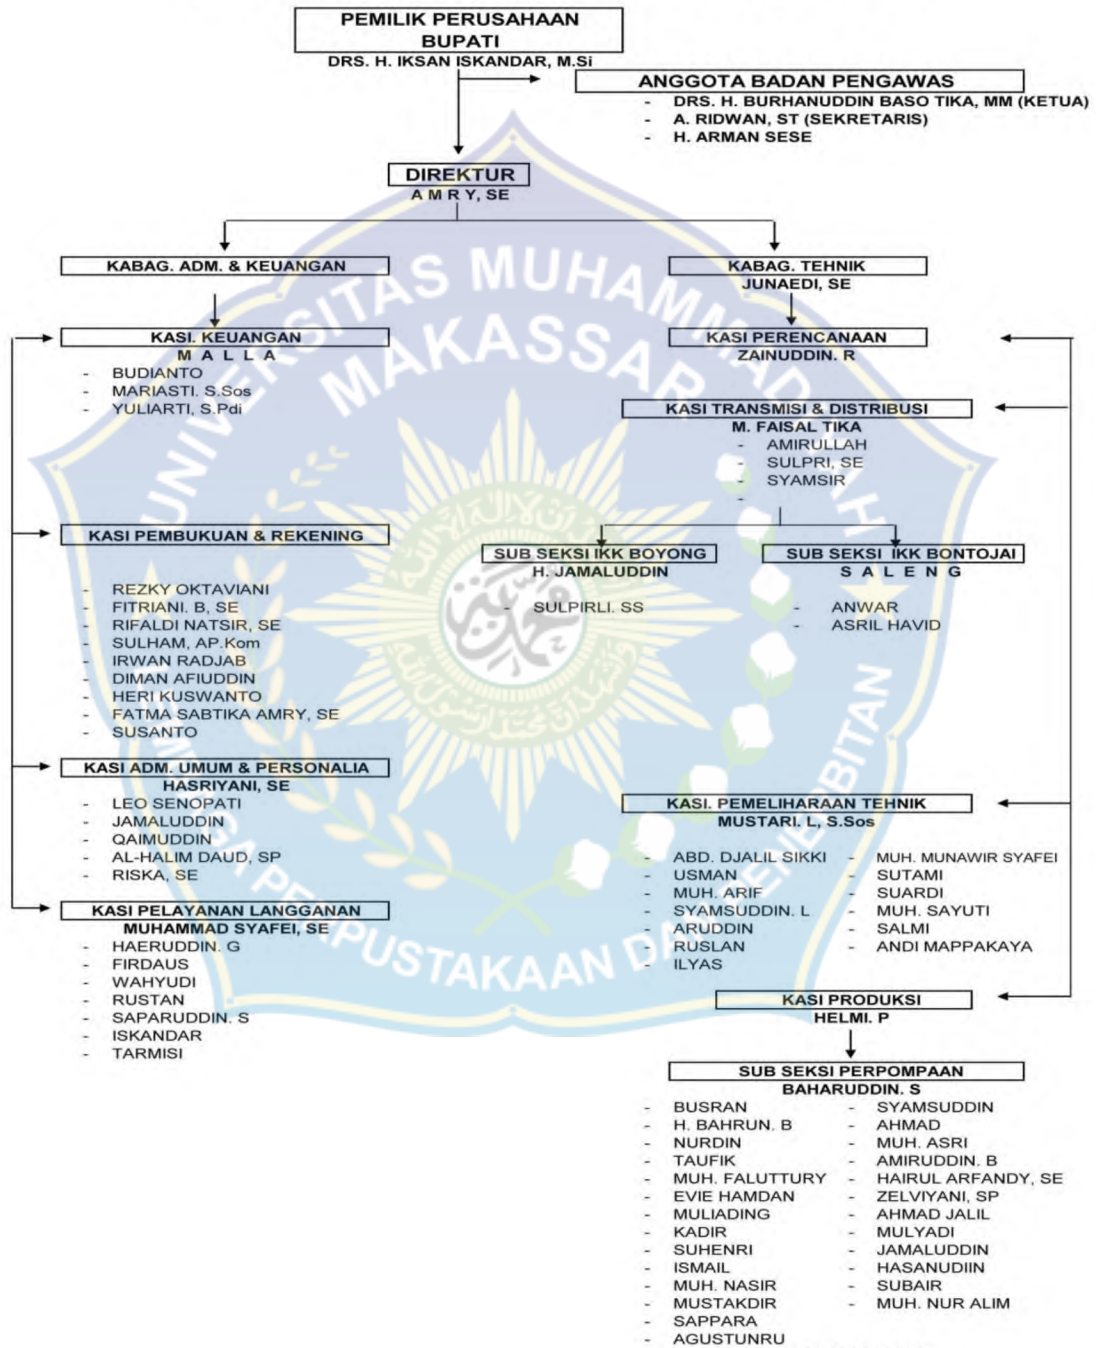 PEMILIK PERUSAHAAN
BUPATI
DRS. H. IKSAN ISKANDAR, M.Si
ANGGOTA BADAN PENGAWAS
- DRS. H. BURHANUDDIN BASO TIKA, MM (KETUA)
- A. RIDWAN, ST (SEKRETARIS)
- H. ARMAN SESE
DIREKTUR
A M R Y, SE
KABAG. ADM. & KEUANGAN
KASI. KEUANGAN
M A L L A
- BUDIANTO
- MARIASTI. S.Sos
- YULIARTI, S.Pdi
KASI PEMBUKUAN & REKENING
- REZKY OKTAVIANI
- FITRIANI. B, SE
- RIFALDI NATSIR, SE
- SULHAM, AP.Kom
- IRWAN RADJAB
- DIMAN AFIUDDIN
- HERI KUSWANTO
- FATMA SABTIKA AMRY, SE
- SUSANTO
KASI ADM. UMUM & PERSONALIA
HASRIYANI, SE
- LEO SENOPATI
- JAMALUDDIN
- QAIMUDDIN
- AL-HALIM DAUD, SP
- RISKA, SE
KASI PELAYANAN LANGGANAN
MUHAMMAD SYAFEI, SE
- HAERUDDIN. G
- FIRDAUS
- WAHYUDI
- RUSTAN
- SAPARUDDIN. S
- ISKANDAR
- TARMISI
KABAG. TEHNIK
JUNAEDI, SE
KASI PERENCANAAN
ZAINUDDIN. R
KASI TRANSMISI & DISTRIBUSI
M. FAISAL TIKA
- AMIRULLAH
- SULPRI, SE
- SYAMSIR
-
SUB SEKSI IKK BOYONG
H. JAMALUDDIN
- SULPIRLI. SS
SUB SEKSI IKK BONTOJAI
S A L E N G
- ANWAR
- ASRIL HAVID
KASI. PEMELIHARAAN TEHNIK
MUSTARI. L, S.Sos
- ABD. DJALIL SIKKI
- USMAN
- MUH. ARIF
- SYAMSUDDIN. L
- ARUDDIN
- RUSLAN
- ILYAS
- MUH. MUNAWIR SYAFEI
- SUTAMI
- SUARDI
- MUH. SAYUTI
- SALMI
- ANDI MAPPAKAYA
KASI PRODUKSI
HELMI. P
SUB SEKSI PERPOMPAAN
BAHARUDDIN. S
- BUSRAN
- H. BAHRUN. B
- NURDIN
- TAUFIK
- MUH. FALUTTURY
- EVIE HAMDAN
- MULIADING
- KADIR
- SUHENRI
- ISMAIL
- MUH. NASIR
- MUSTAKDIR
- SAPPARA
- AGUSTUNRU
- SYAMSUDDIN
- AHMAD
- MUH. ASRI
- AMIRUDDIN. B
- HAIRUL ARFANDY, SE
- ZELVIYANI, SP
- AHMAD JALIL
- MULYADI
- JAMALUDDIN
- HASANUDIIN
- SUBAIR
- MUH. NUR ALIM
UNIVERSITAS MUHAMMADIYAH
MAKASSAR
LEMBAGA PERPUSTAKAAN DAN PENERBITAN